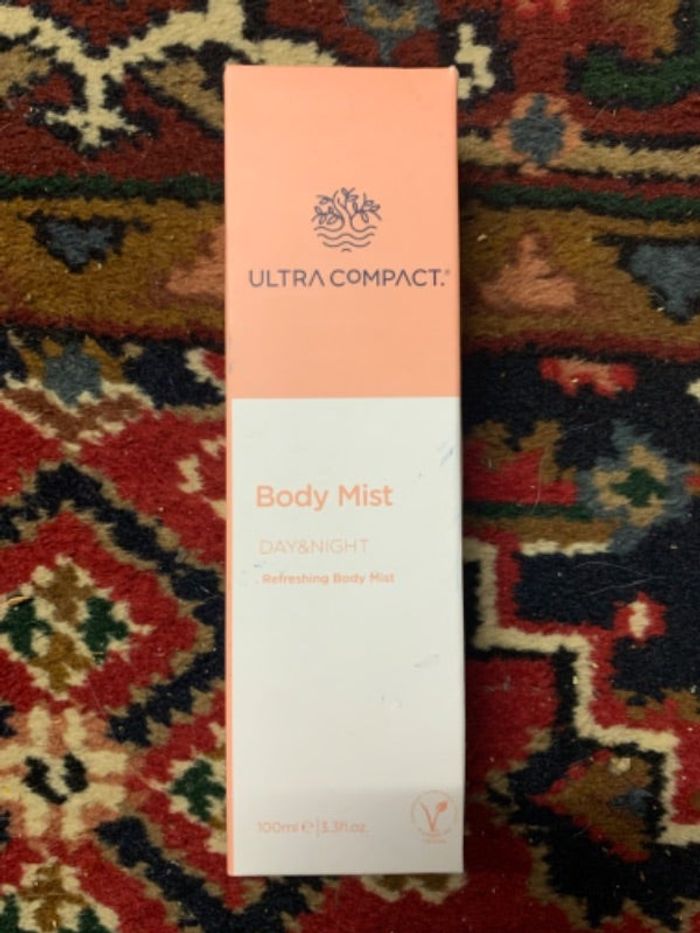 ULTRA COMPACT.®
Body Mist
DAY&NIGHT
Refreshing Body Mist
100ml ℮ | 3.3fl.oz.